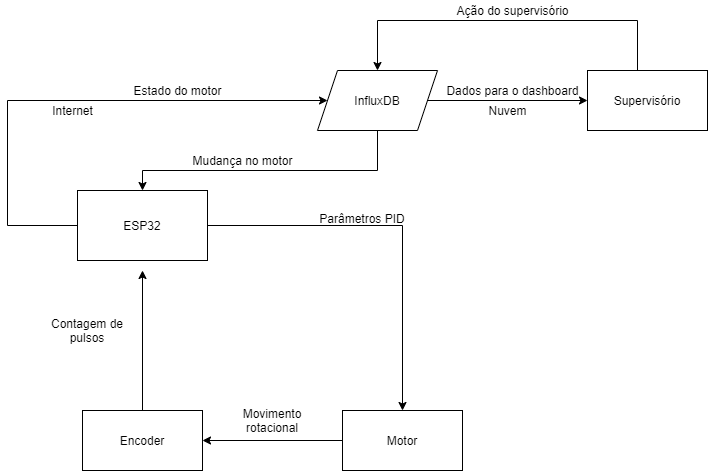 Ação do supervisório
Estado do motor
Internet
InfluxDB
Dados para o dashboard
Nuvem
Supervisório
Mudança no motor
ESP32
Parâmetros PID
Contagem de
pulsos
Movimento
rotacional
Encoder
Motor